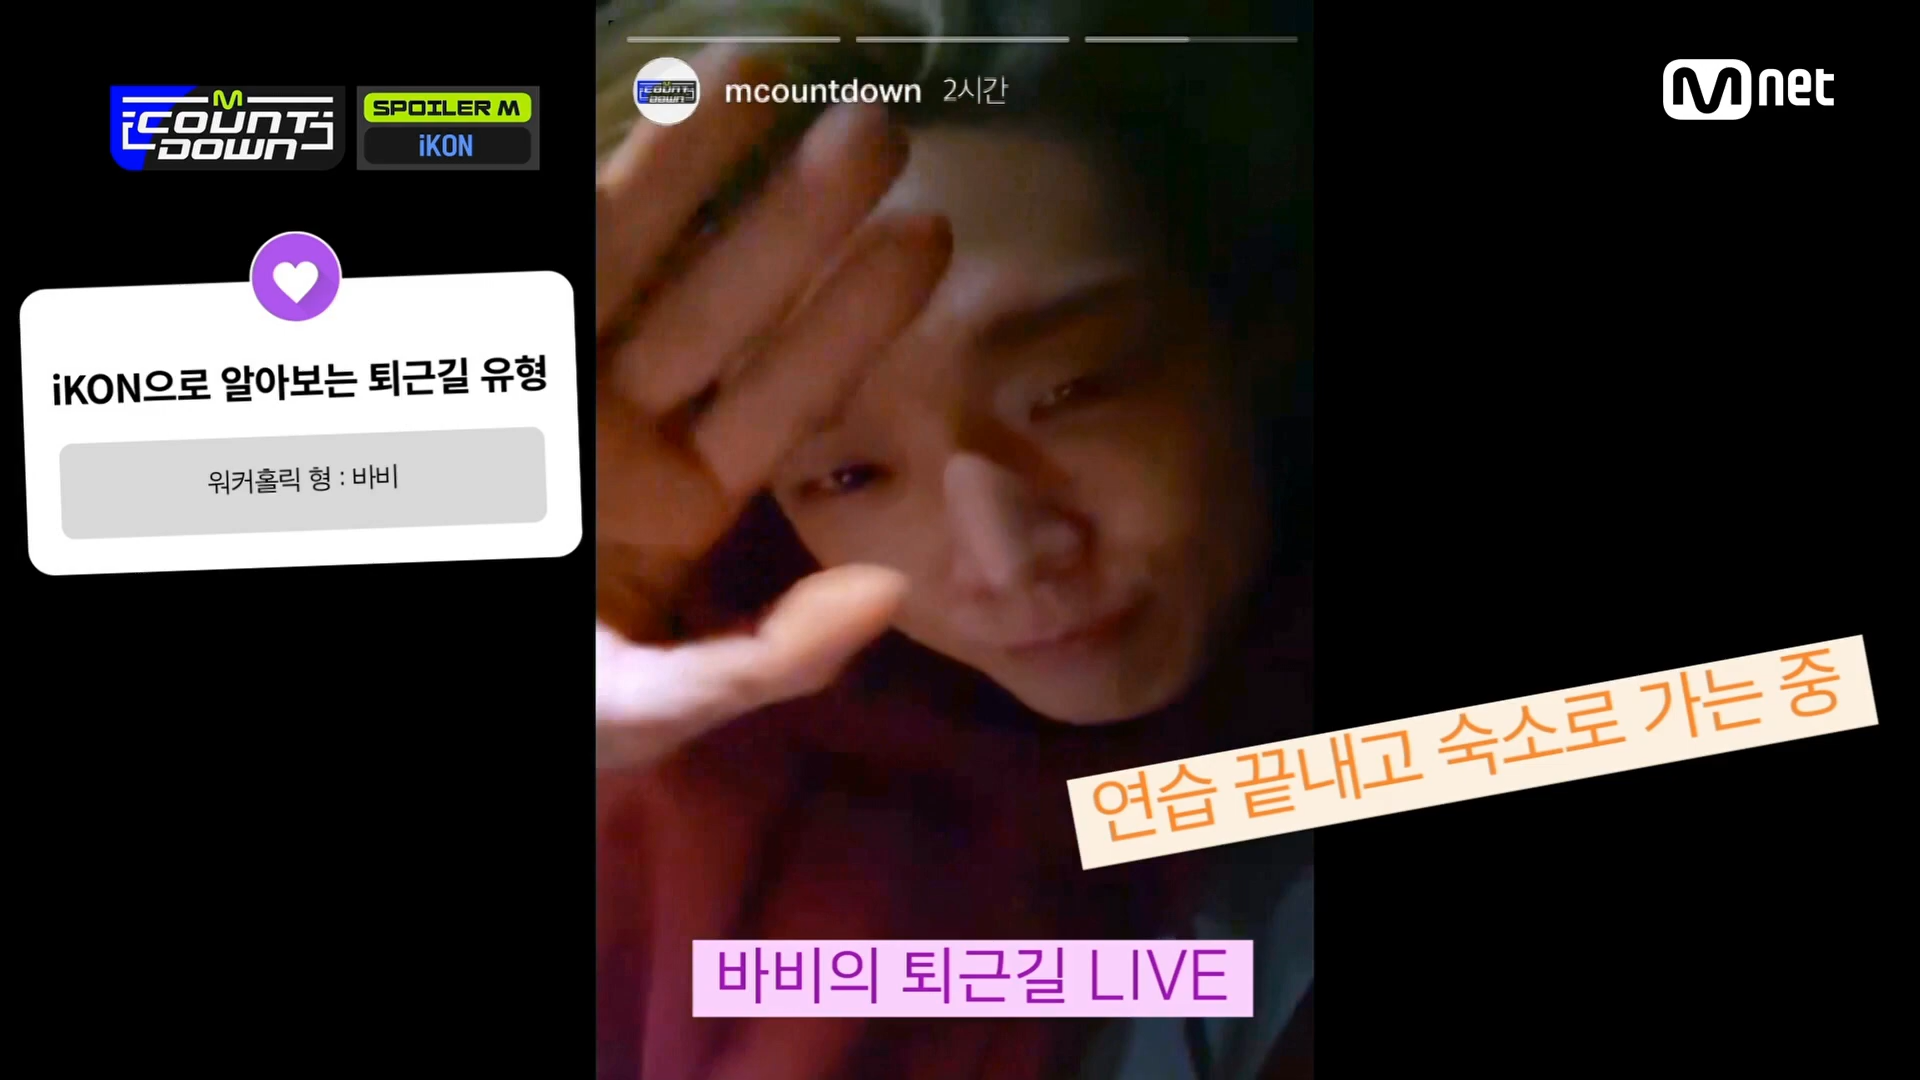 M COUNTDOWN
SPOILER M
iKON
mcountdown 2시간
Mnet
iKON으로 알아보는 퇴근길 유형
워커홀릭 형 : 바비
연습 끝내고 숙소로 가는 중
바비의 퇴근길 LIVE